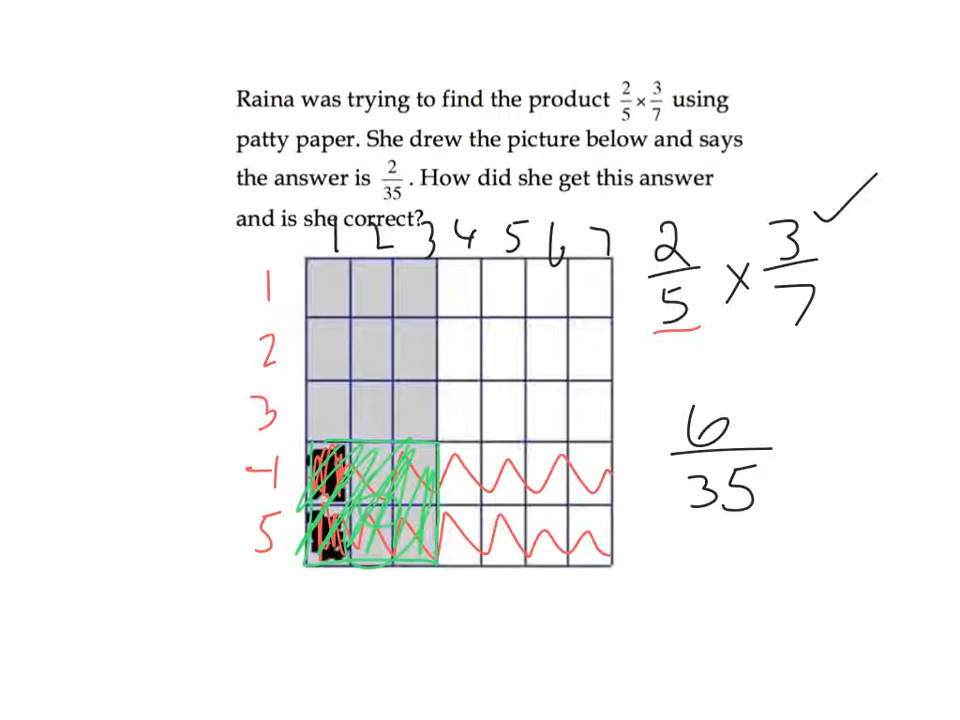 Raina was trying to find the product 2/5 × 3/7 using
patty paper. She drew the picture below and says
the answer is 2/35. How did she get this answer
and is she correct?
1 2 3 4 5 6 7
2/5 × 3/7 ✓
1
2
3
4
5
6/35